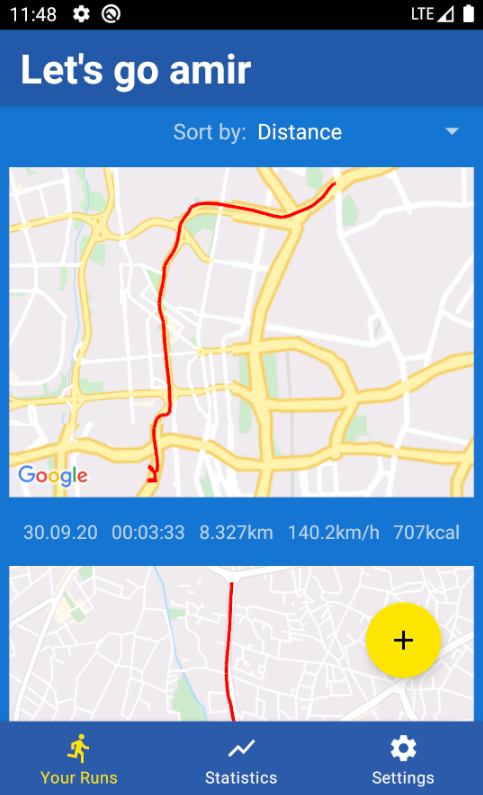 11:48 LTE
Let's go amir
Sort by: Distance
Google
30.09.20 00:03:33 8.327km 140.2km/h 707kcal
+
Your Runs Statistics Settings